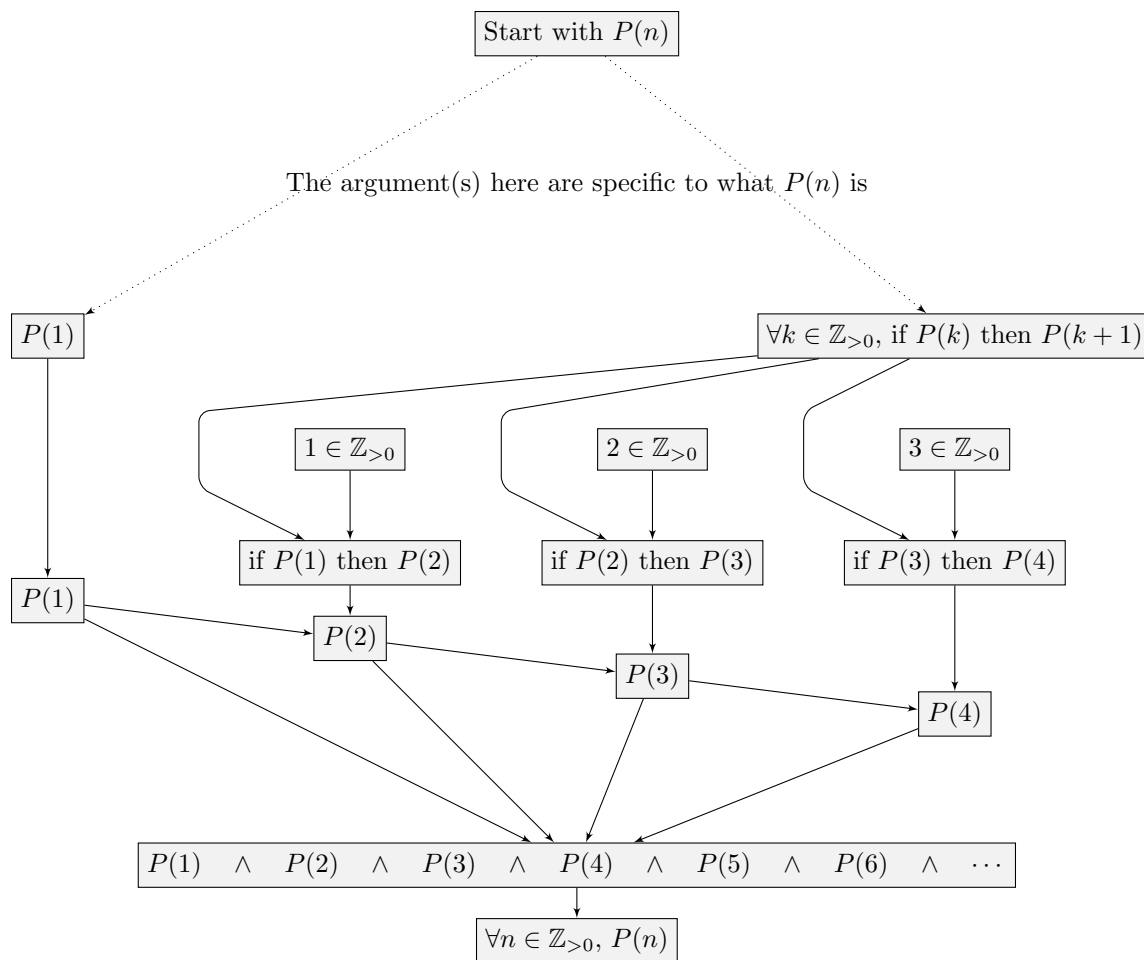 Start with P(n)
The argument(s) here are specific to what P(n) is
P(1)
∀k ∈ ℤ>0, if P(k) then P(k + 1)
1 ∈ ℤ>0
2 ∈ ℤ>0
3 ∈ ℤ>0
if P(1) then P(2)
if P(2) then P(3)
if P(3) then P(4)
P(1)
P(2)
P(3)
P(4)
P(1) ∧ P(2) ∧ P(3) ∧ P(4) ∧ P(5) ∧ P(6) ∧ ⋯
∀n ∈ ℤ>0, P(n)